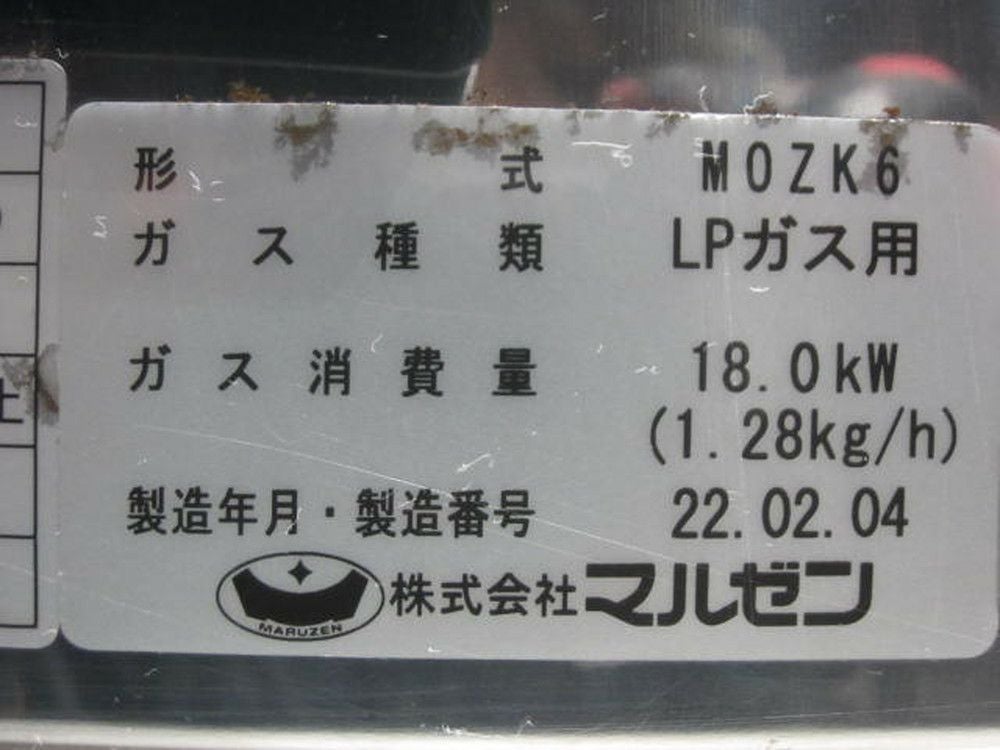 形式 MOZK6
ガス種類 LPガス用
ガス消費量 18.0kW
(1.28kg/h)
製造年月・製造番号 22.02.04
MARUZEN 株式会社マルゼン